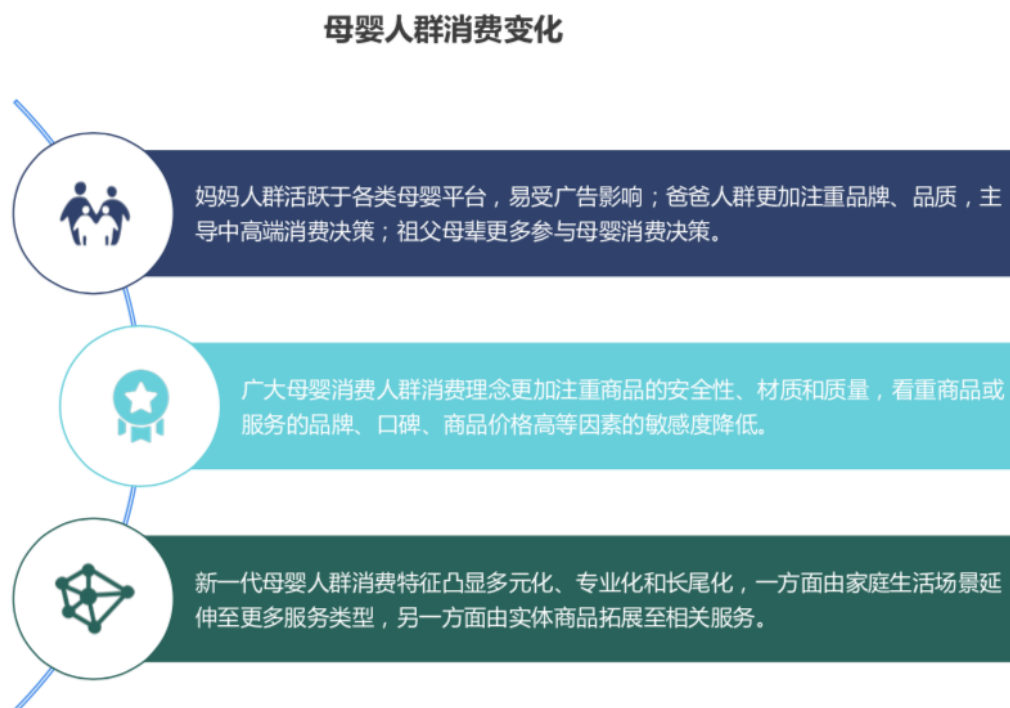 母婴人群消费变化
妈妈人群活跃于各类母婴平台，易受广告影响；爸爸人群更加注重品牌、品质，主
导中高端消费决策；祖父母辈更多参与母婴消费决策。
广大母婴消费人群消费理念更加注重商品的安全性、材质和质量，看重商品或
服务的品牌、口碑、商品价格高等因素的敏感度降低。
新一代母婴人群消费特征凸显多元化、专业化和长尾化，一方面由家庭生活场景延
伸至更多服务类型，另一方面由实体商品拓展至相关服务。